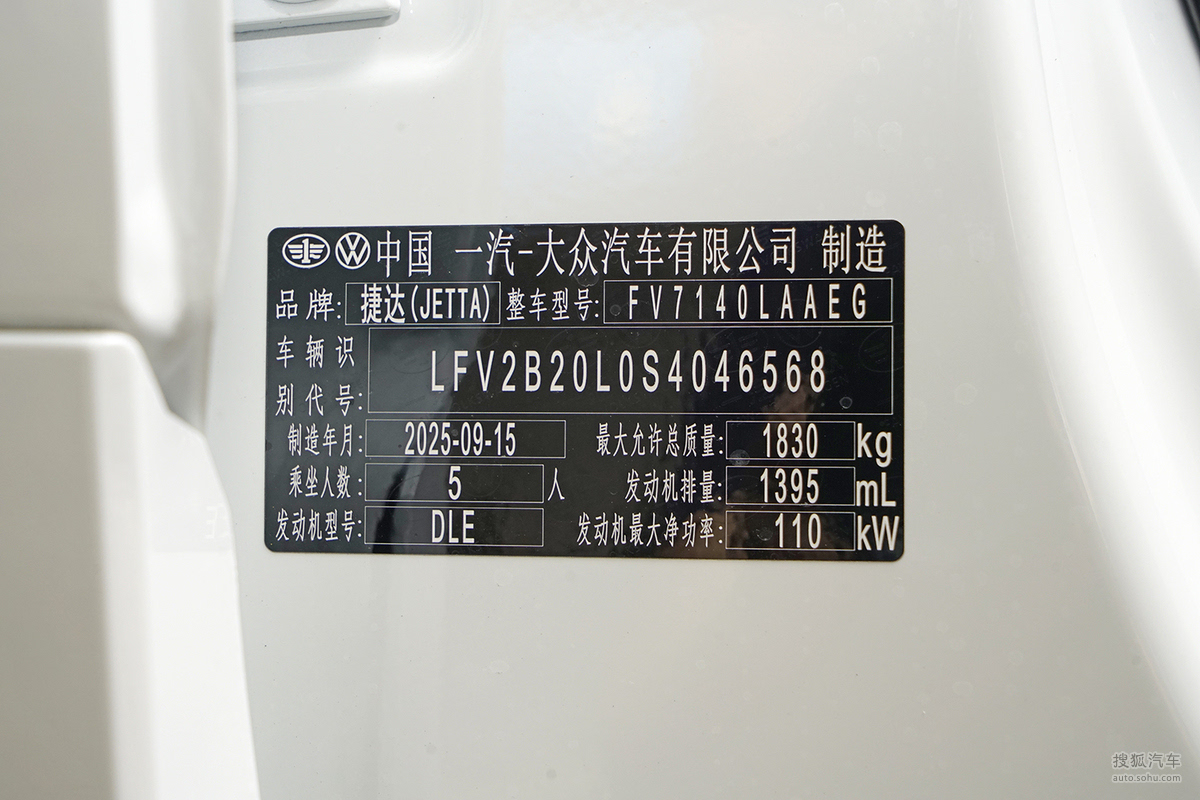 中国 一汽-大众汽车有限公司 制造
品牌: 捷达(JETTA) 整车型号: FV7140LAAEG
车辆识别代号: LFV2B20L0S4046568
制造年月: 2025-09-15 最大允许总质量: 1830 kg
乘坐人数: 5 人 发动机排量: 1395 mL
发动机型号: DLE 发动机最大净功率: 110 kW
搜狐汽车
auto.sohu.com